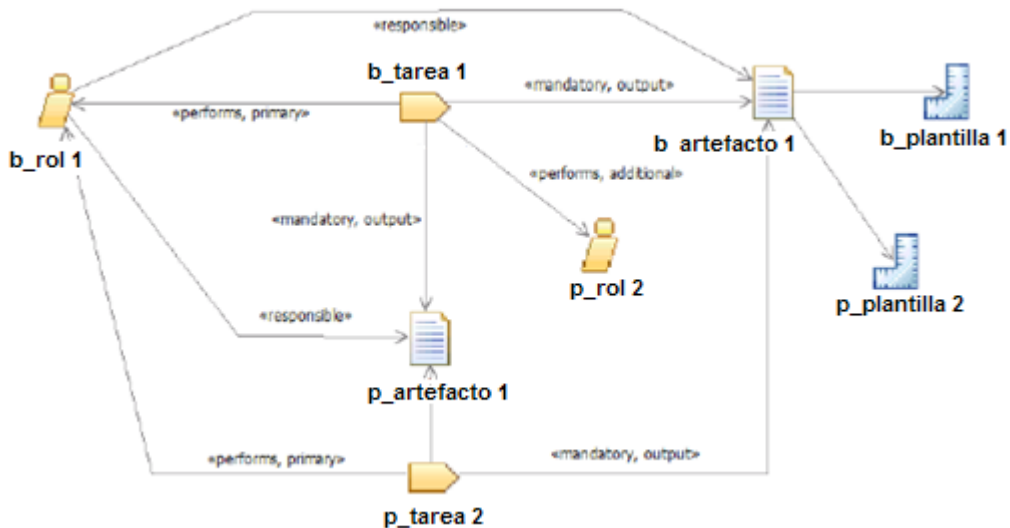 «responsible»
b_tarea 1
«mandatory, output»
«performs, primary»
b_rol 1
b_artefacto 1
b_plantilla 1
«performs, additional»
«mandatory, output»
p_rol 2
p_plantilla 2
«responsible»
p_artefacto 1
«performs, primary»
«mandatory, output»
p_tarea 2